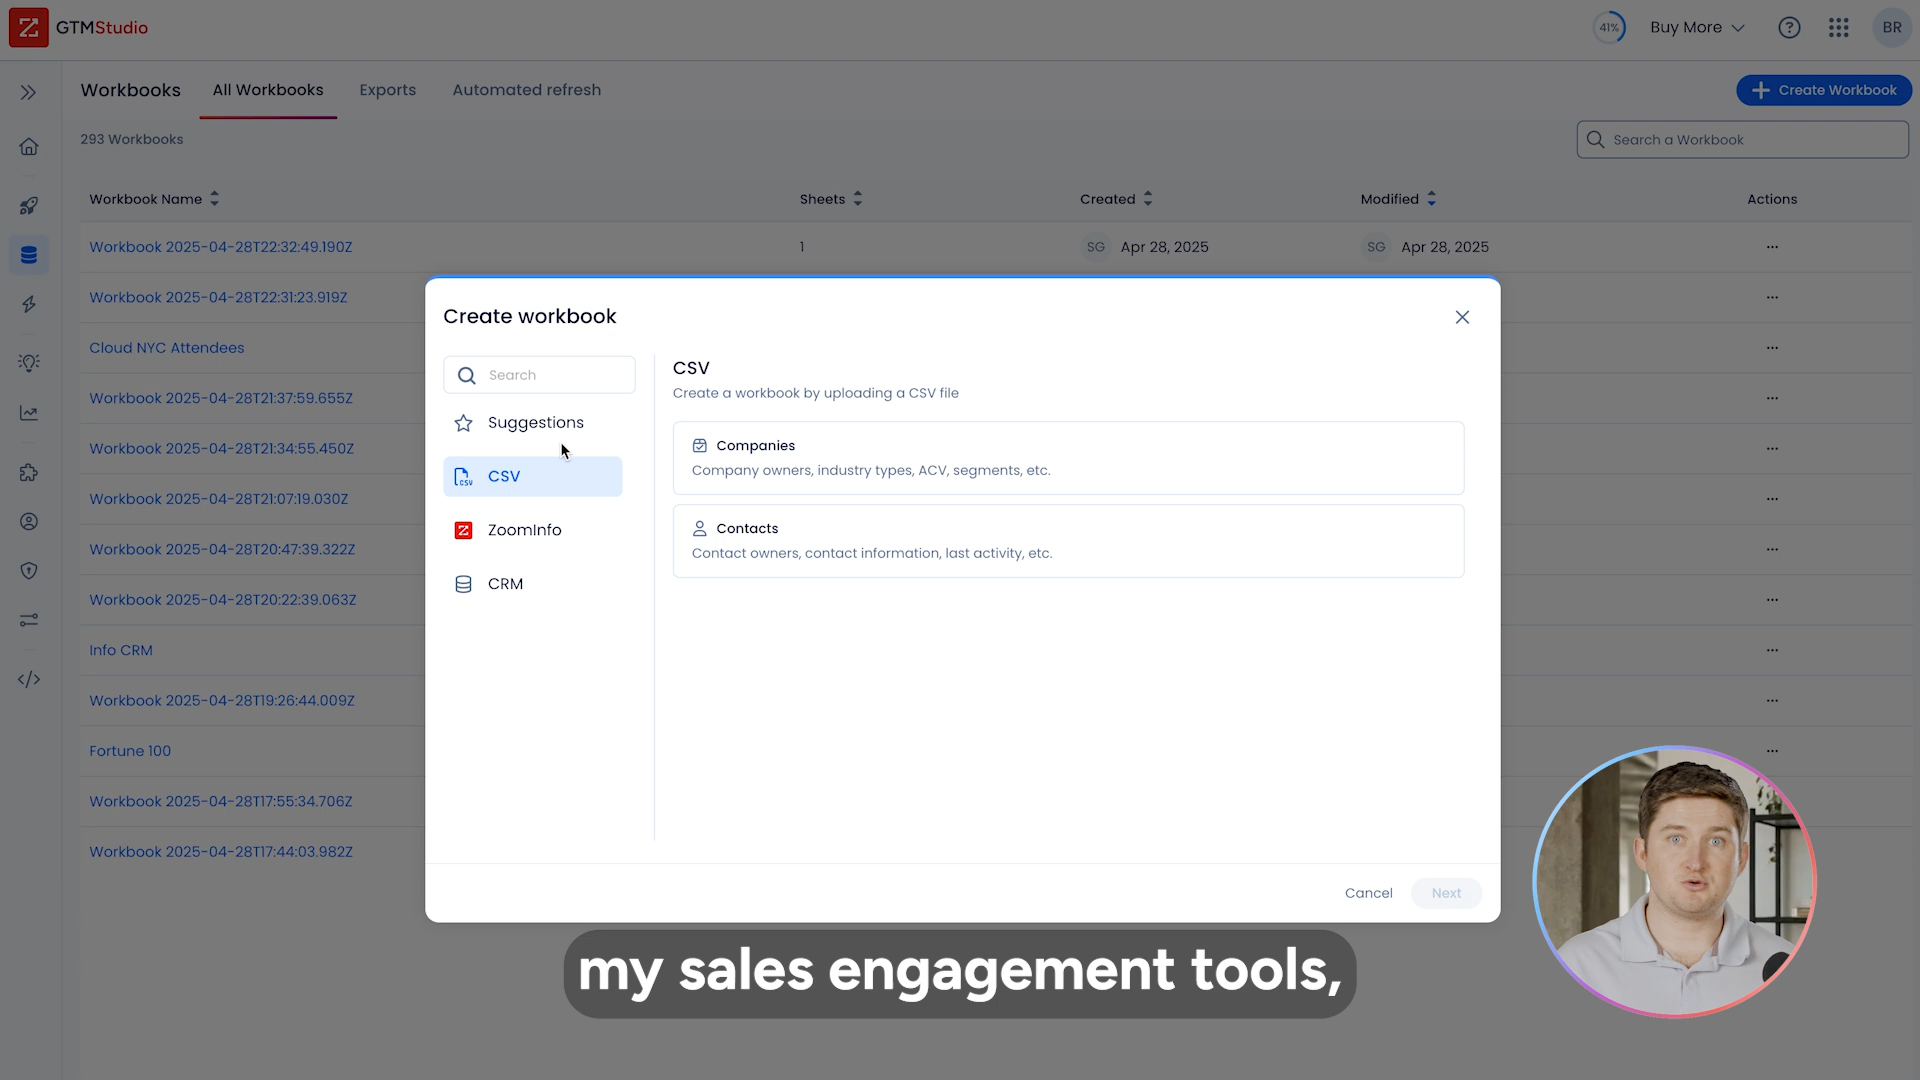 GTMStudio
41%
Buy More
BR
Workbooks
All Workbooks
Exports
Automated refresh
Create Workbook
293 Workbooks
Search a Workbook
Workbook Name
Sheets
Created
Modified
Actions
Workbook 2025-04-28T22:32:49.190Z
1
SG Apr 28, 2025
SG Apr 28, 2025
Workbook 2025-04-28T22:31:23.919Z
Cloud NYC Attendees
Workbook 2025-04-28T21:37:59.655Z
Workbook 2025-04-28T21:34:55.450Z
Workbook 2025-04-28T21:07:19.030Z
Workbook 2025-04-28T20:47:39.322Z
Workbook 2025-04-28T20:22:39.063Z
Info CRM
Workbook 2025-04-28T19:26:44.009Z
Fortune 100
Workbook 2025-04-28T17:55:34.706Z
Workbook 2025-04-28T17:44:03.982Z
Create workbook
Search
Suggestions
CSV
ZoomInfo
CRM
CSV
Create a workbook by uploading a CSV file
Companies
Company owners, industry types, ACV, segments, etc.
Contacts
Contact owners, contact information, last activity, etc.
Cancel
Next
my sales engagement tools,